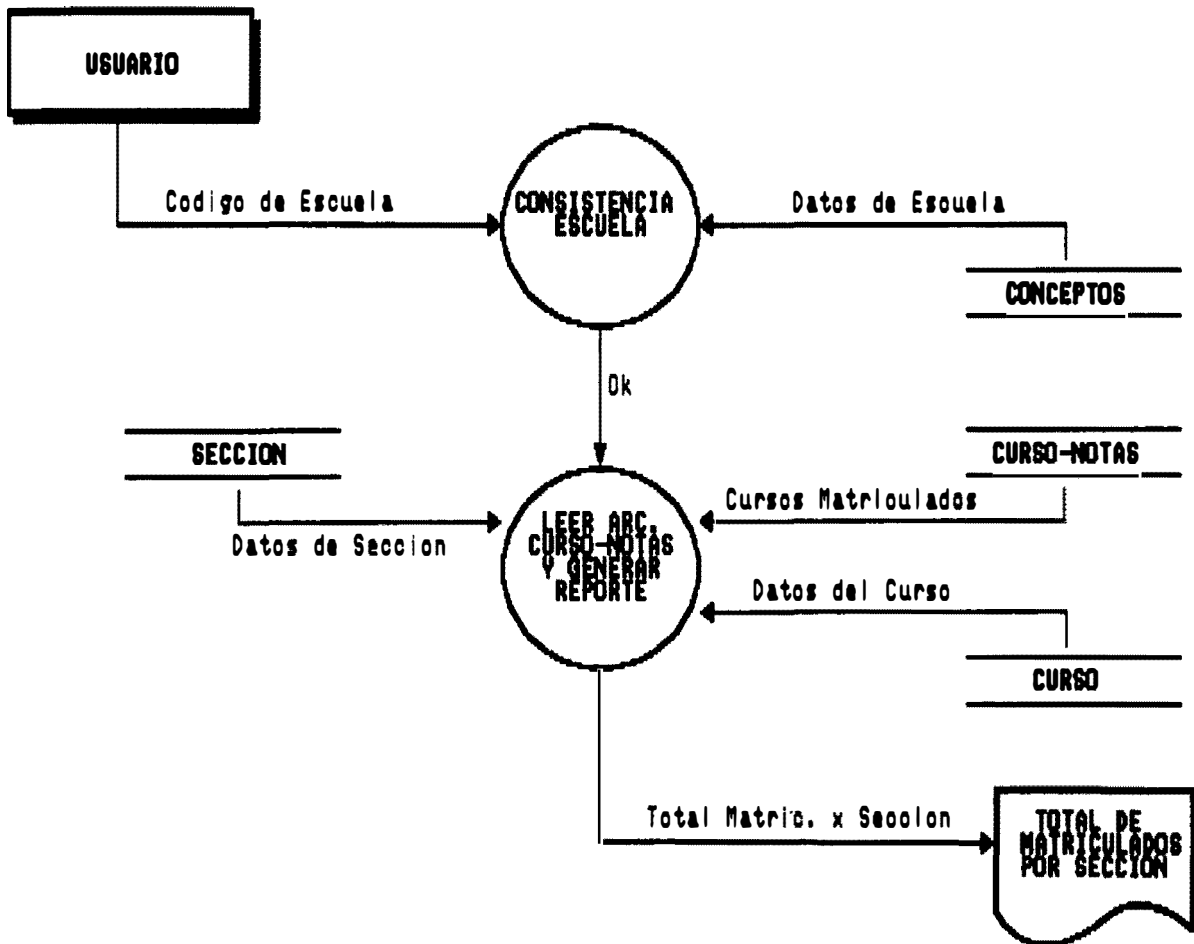 USUARIO
Codigo de Escuela
CONSISTENCIA
ESCUELA
Datos de Escuela
CONCEPTOS
Ok
SECCION
CURSO-NOTAS
Datos de Seccion
LEER ARC.
CURSO-NOTAS
Y GENERAR
REPORTE
Cursos Matriculados
Datos del Curso
CURSO
Total Matric. x Seccion
TOTAL DE
MATRICULADOS
POR SECCION